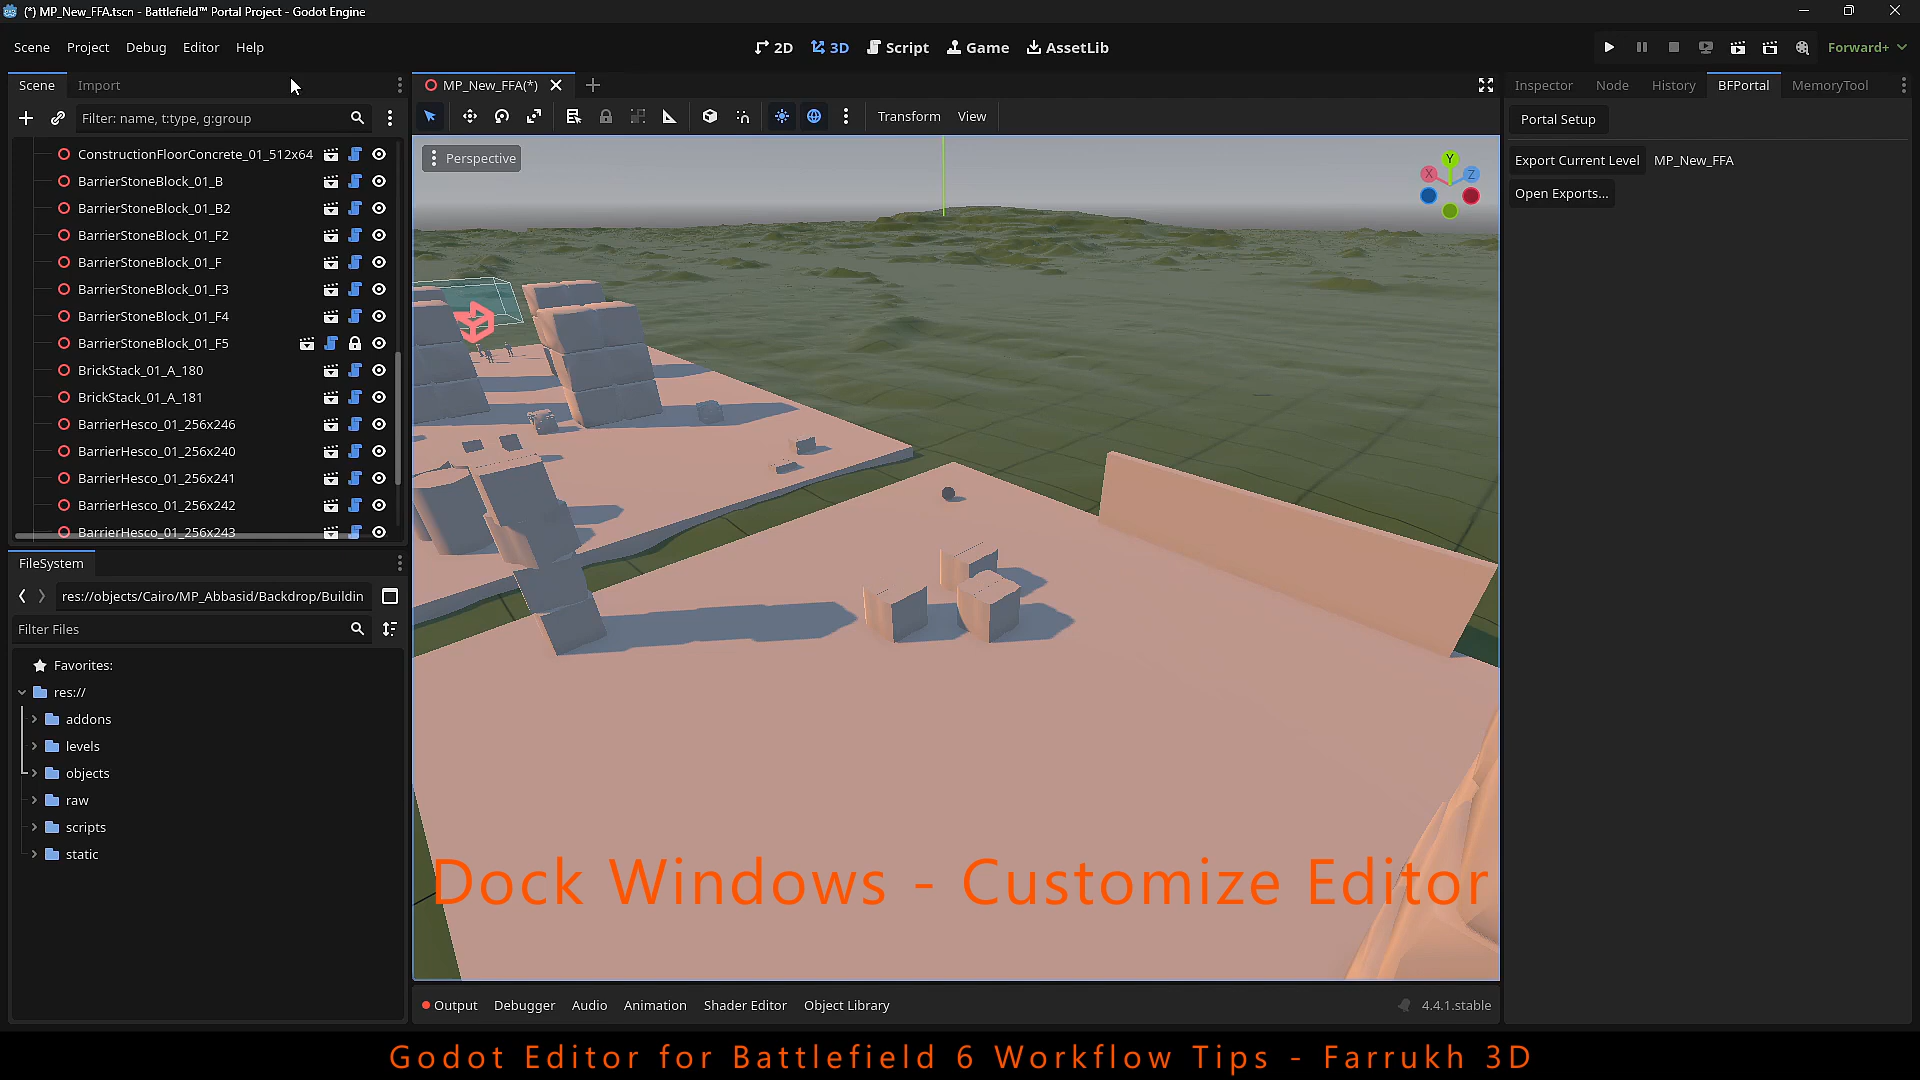 (*) MP_New_FFA.tscn - Battlefield™ Portal Project - Godot Engine
Scene Project Debug Editor Help
2D 3D Script Game AssetLib
Forward+
Scene Import
MP_New_FFA(*)
Inspector Node History BFPortal MemoryTool
Filter: name, t:type, g:group
Transform View
Portal Setup
Perspective
Y
X
Z
Export Current Level MP_New_FFA
Open Exports...
ConstructionFloorConcrete_01_512x64
BarrierStoneBlock_01_B
BarrierStoneBlock_01_B2
BarrierStoneBlock_01_F2
BarrierStoneBlock_01_F
BarrierStoneBlock_01_F3
BarrierStoneBlock_01_F4
BarrierStoneBlock_01_F5
BrickStack_01_A_180
BrickStack_01_A_181
BarrierHesco_01_256x246
BarrierHesco_01_256x240
BarrierHesco_01_256x241
BarrierHesco_01_256x242
BarrierHesco_01_256x243
FileSystem
res://objects/Cairo/MP_Abbasid/Backdrop/Buildin
Filter Files
Favorites:
res://
addons
levels
objects
raw
scripts
static
Dock Windows - Customize Editor
Output Debugger Audio Animation Shader Editor Object Library
4.4.1.stable
Godot Editor for Battlefield 6 Workflow Tips - Farrukh 3D